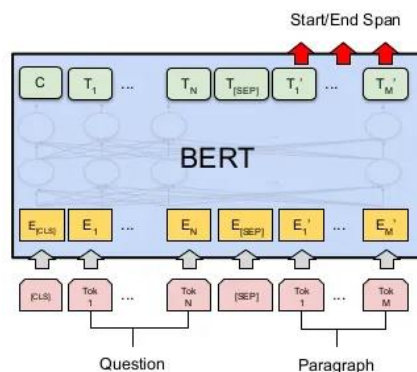 Start/End Span
C T1 ... TN T[SEP] T1' ... TM'
BERT
E[CLS] E1 ... EN E[SEP] E1' ... EM'
[CLS] Tok 1 ... Tok N [SEP] Tok 1 ... Tok M
Question Paragraph